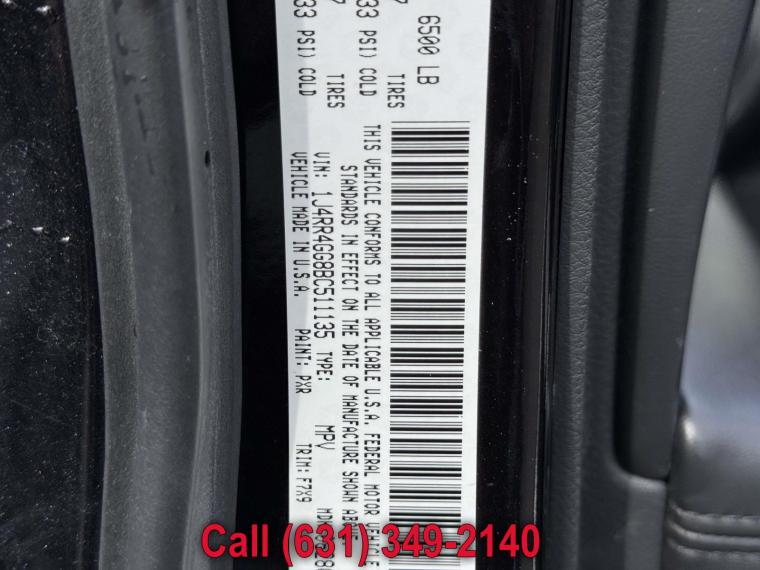 6500 LB
7 TIRES
33 PSI) COLD
THIS VEHICLE CONFORMS TO ALL APPLICABLE U.S.A. FEDERAL MOTOR VEHICLE
STANDARDS IN EFFECT ON THE DATE OF MANUFACTURE SHOWN ABOVE.
7 TIRES
VIN: 1J4RR4GG8BC511135 TYPE: MPV
33 PSI) COLD
VEHICLE MADE IN U.S.A. PAINT: PXR TRIM: F7X9
Call (631) 349-2140